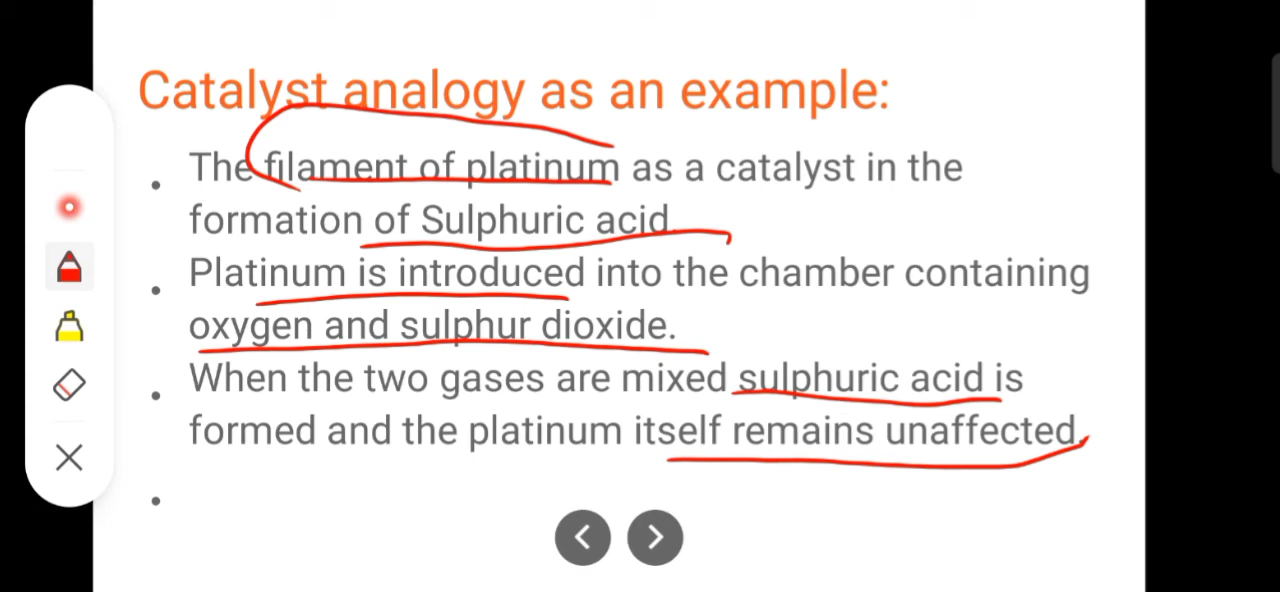 Catalyst analogy as an example:
• The filament of platinum as a catalyst in the
formation of Sulphuric acid.
• Platinum is introduced into the chamber containing
oxygen and sulphur dioxide.
• When the two gases are mixed sulphuric acid is
formed and the platinum itself remains unaffected.
•